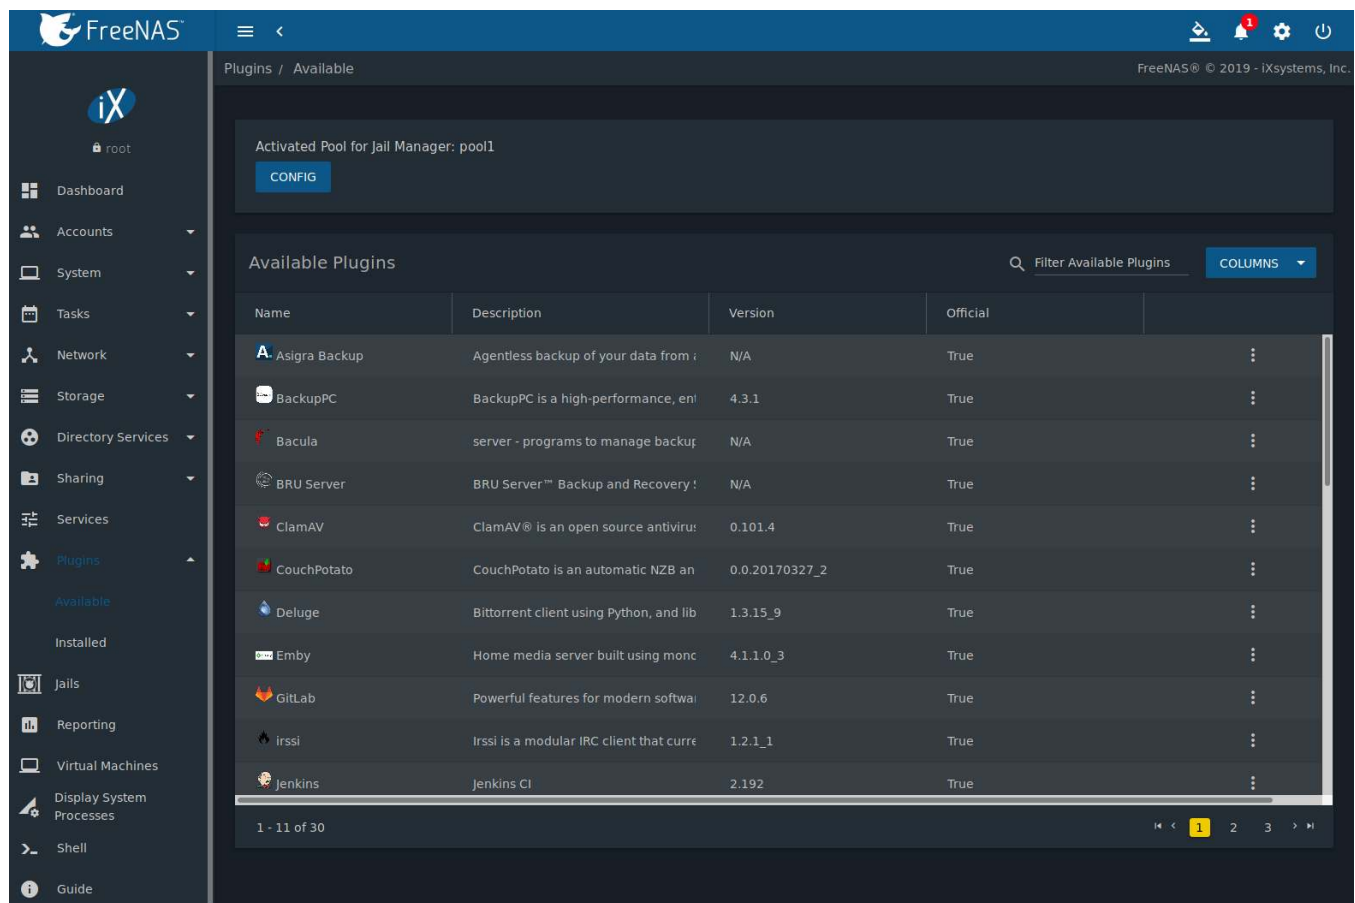 FreeNAS
1
Plugins / Available
FreeNAS® © 2019 - iXsystems, Inc.
iX
root
Dashboard
Accounts
System
Tasks
Network
Storage
Directory Services
Sharing
Services
Plugins
Available
Installed
Jails
Reporting
Virtual Machines
Display System
Processes
Shell
Guide
Activated Pool for Jail Manager: pool1
CONFIG
Available Plugins
Filter Available Plugins
COLUMNS
Name Description Version Official
Asigra Backup Agentless backup of your data from N/A True
BackupPC BackupPC is a high-performance, N/A 4.3.1 True
Bacula server - programs to manage N/A True
BRU Server BRU Server™ Backup and Recovery N/A True
ClamAV ClamAV® is an open source 0.101.4 True
CouchPotato CouchPotato is an automatic NZB an 0.0.20170327_2 True
Deluge Bittorrent client using Python, and lib 1.3.15_9 True
Emby Home media server built using 4.1.1.0_3 True
GitLab Powerful features for modern 12.0.6 True
irssi Irssi is a modular IRC client that 1.2.1_1 True
Jenkins Jenkins CI 2.192 True
1 - 11 of 30
1 2 3